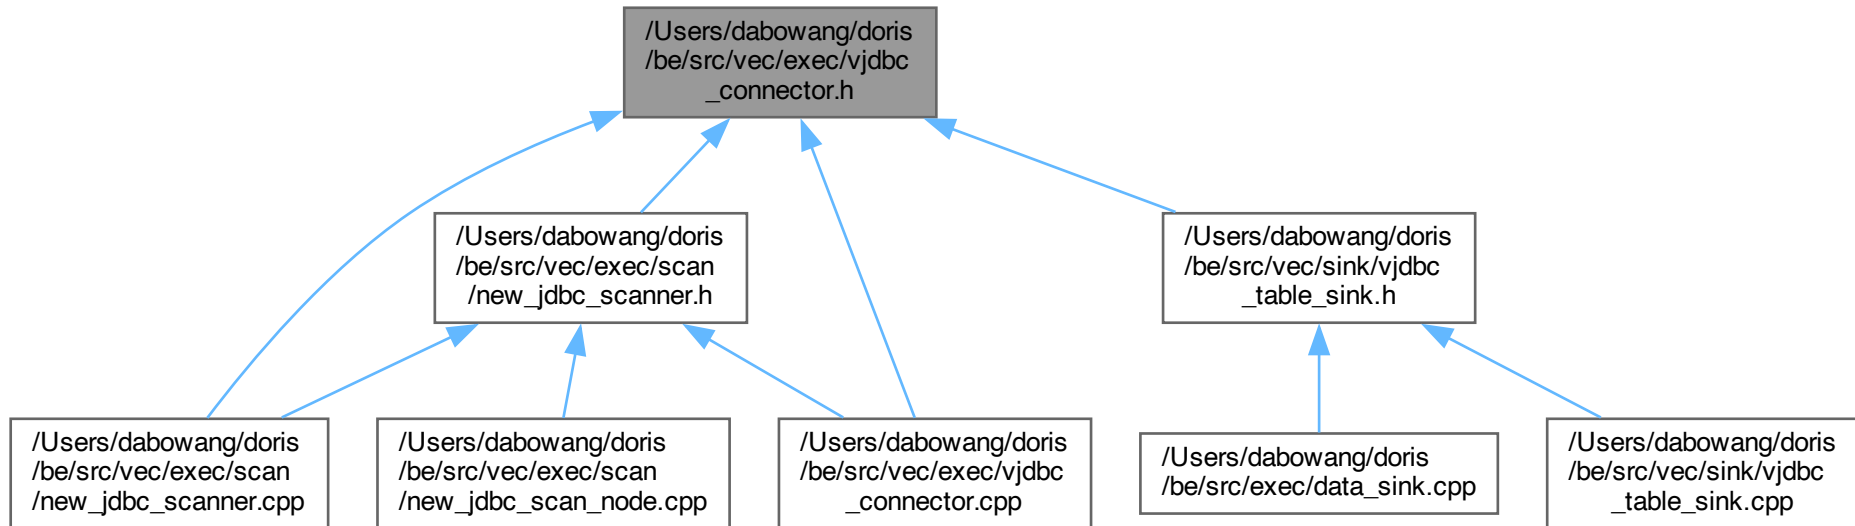 /Users/dabowang/doris
/be/src/vec/exec/vjdbc
_connector.h
/Users/dabowang/doris
/be/src/vec/exec/scan
/new_jdbc_scanner.h
/Users/dabowang/doris
/be/src/vec/sink/vjdbc
_table_sink.h
/Users/dabowang/doris
/be/src/vec/exec/scan
/new_jdbc_scanner.cpp
/Users/dabowang/doris
/be/src/vec/exec/scan
/new_jdbc_scan_node.cpp
/Users/dabowang/doris
/be/src/vec/exec/vjdbc
_connector.cpp
/Users/dabowang/doris
/be/src/exec/data_sink.cpp
/Users/dabowang/doris
/be/src/vec/sink/vjdbc
_table_sink.cpp